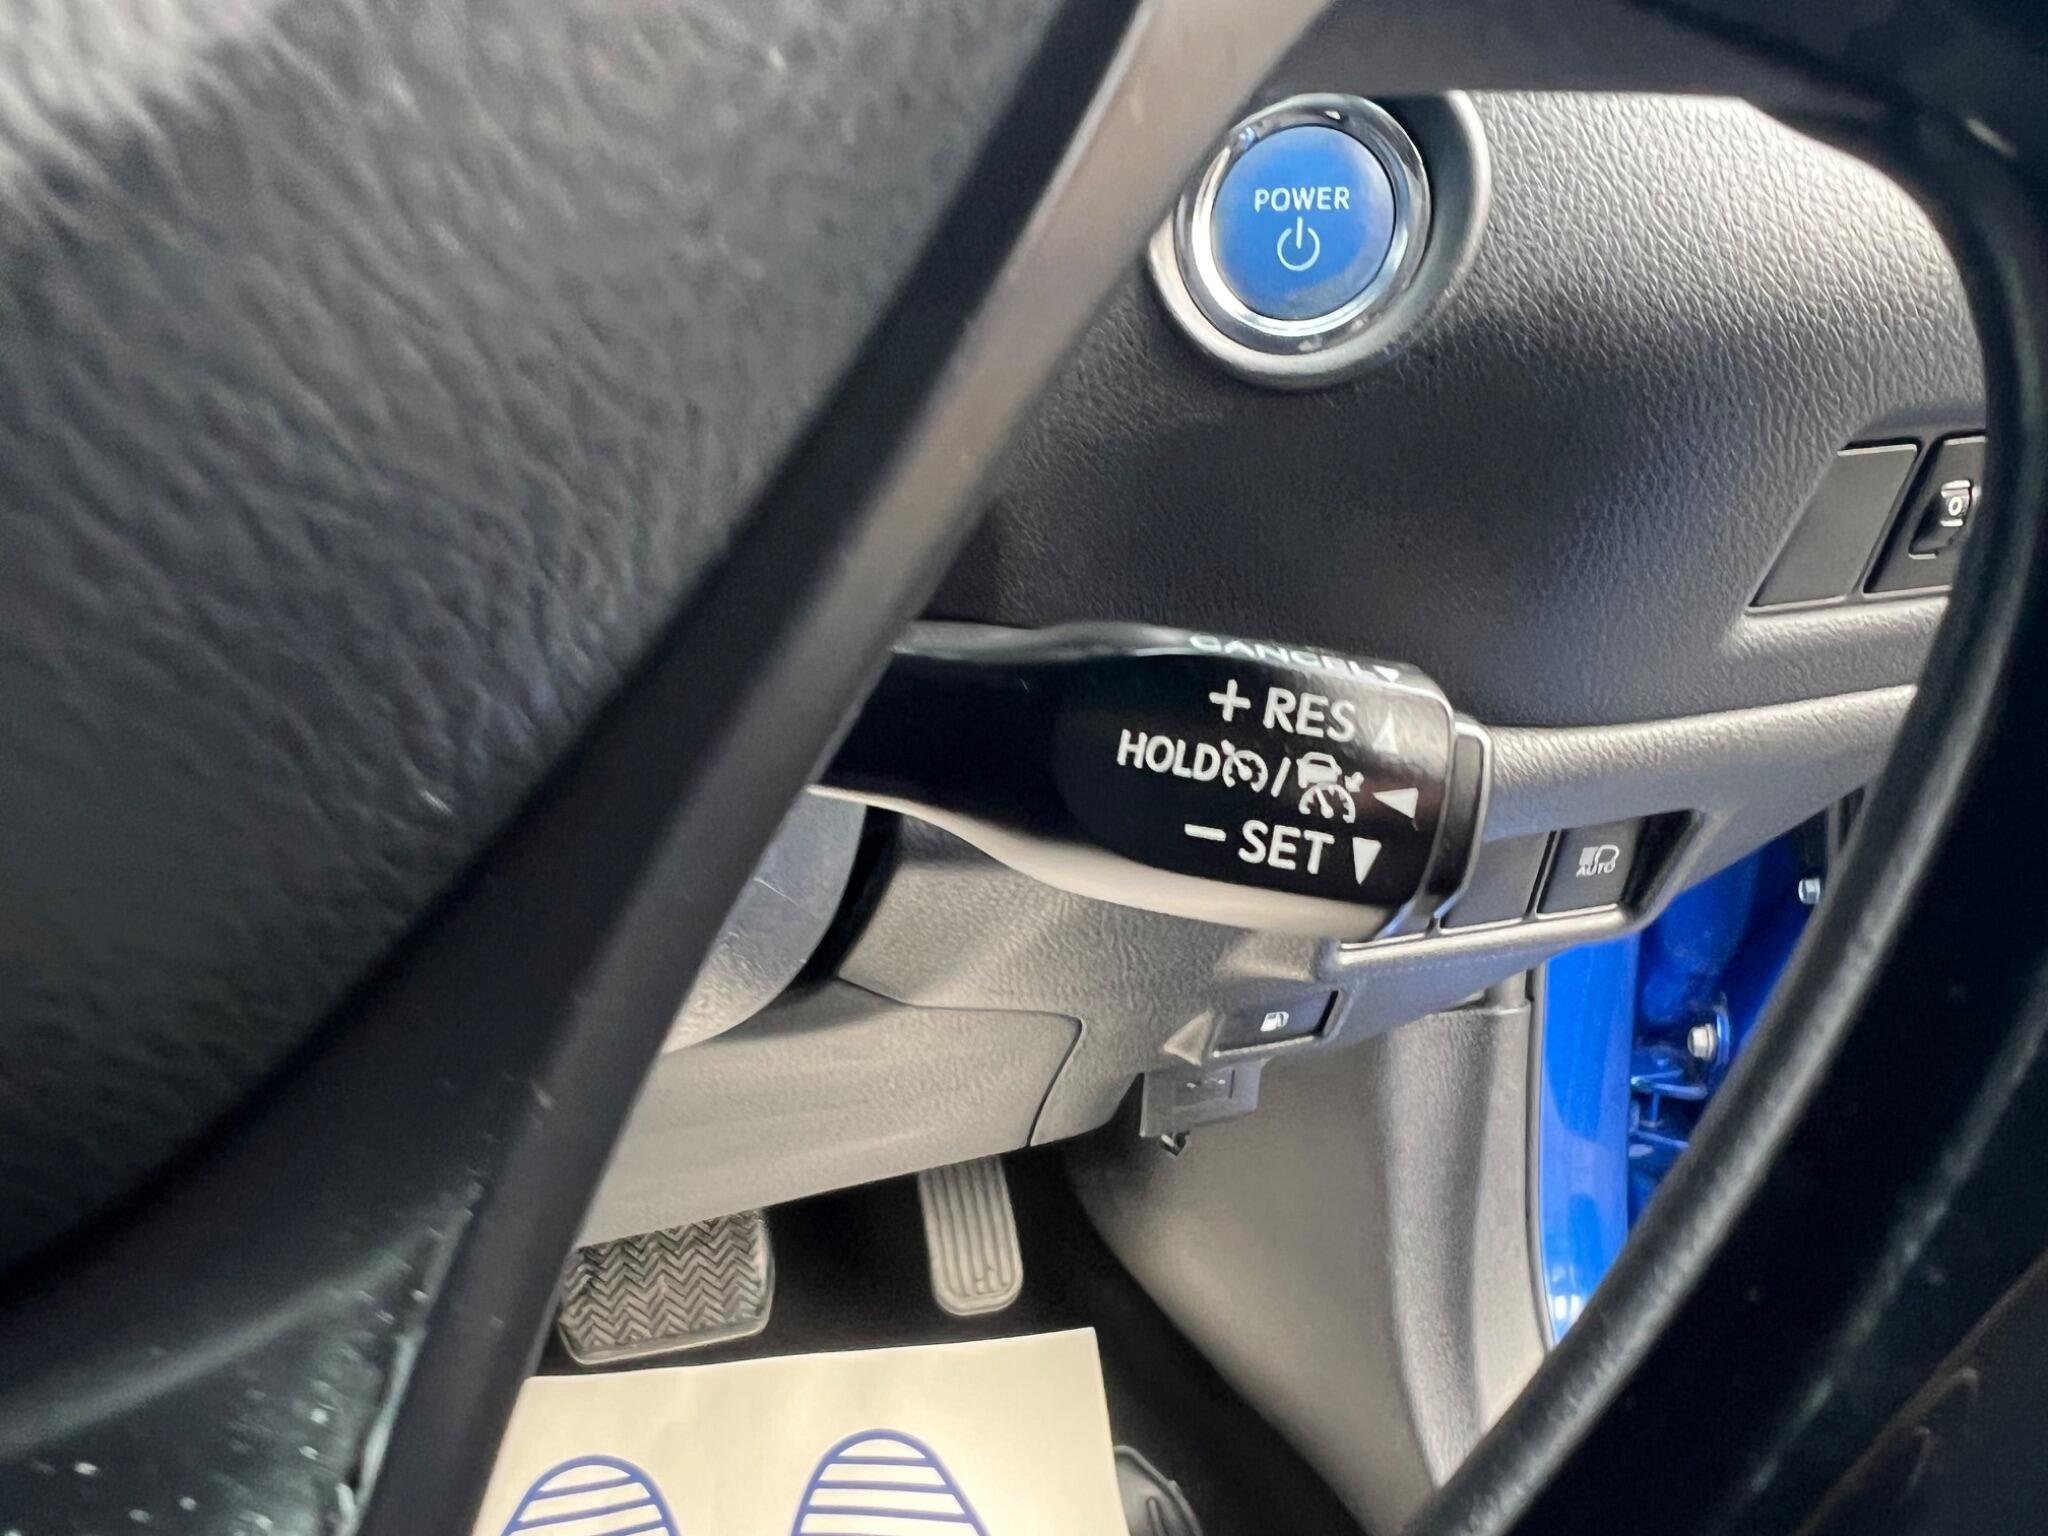 POWER
CANCEL
+ RES
HOLD /
- SET
AUTO